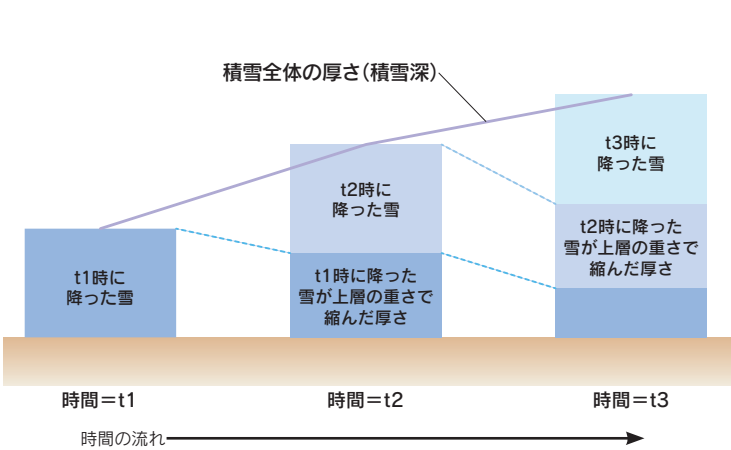 積雪全体の厚さ(積雪深)
t3時に
降った雪
t2時に
降った雪
t2時に降った
雪が上層の重さで
縮んだ厚さ
t1時に
降った雪
t1時に降った
雪が上層の重さで
縮んだ厚さ
時間＝t1
時間＝t2
時間＝t3
時間の流れ